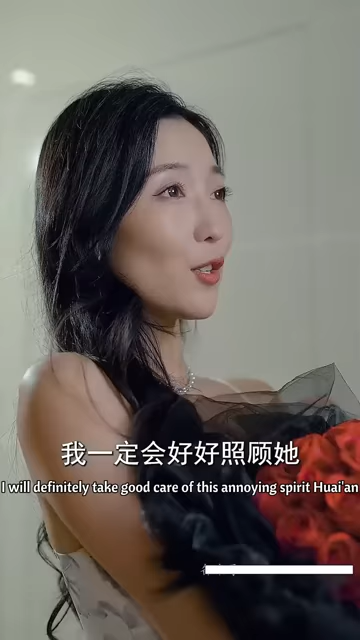 我一定会好好照顾她
I will definitely take good care of this annoying spirit Huai'an